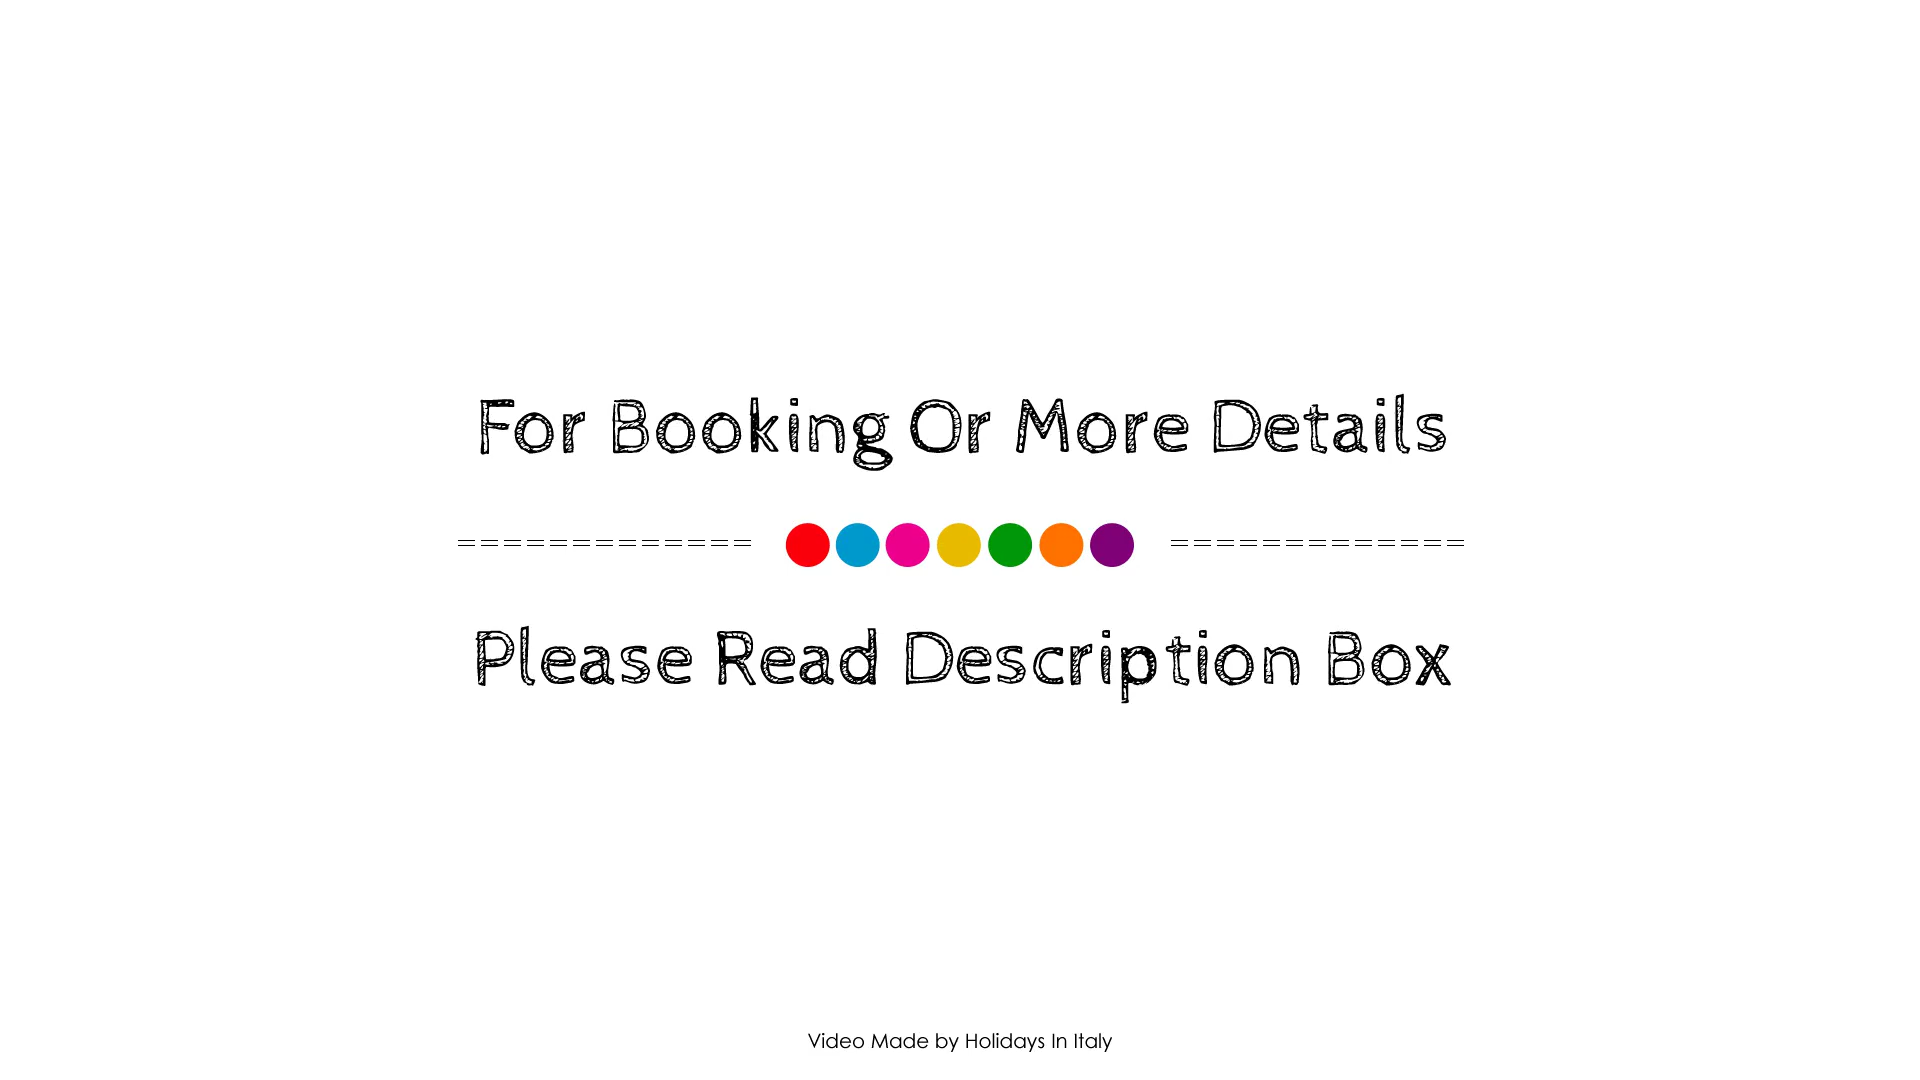 For Booking Or More Details
============= =============
Please Read Description Box
Video Made by Holidays In Italy